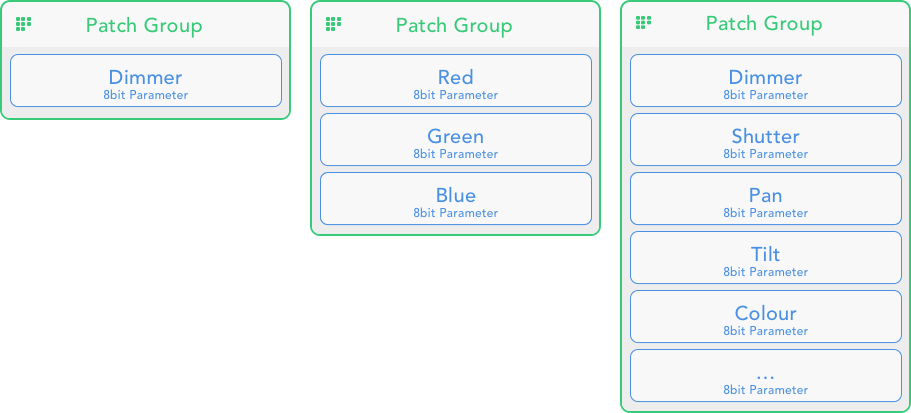 Patch Group
Dimmer
8bit Parameter
Patch Group
Red
8bit Parameter
Green
8bit Parameter
Blue
8bit Parameter
Patch Group
Dimmer
8bit Parameter
Shutter
8bit Parameter
Pan
8bit Parameter
Tilt
8bit Parameter
Colour
8bit Parameter
...
8bit Parameter